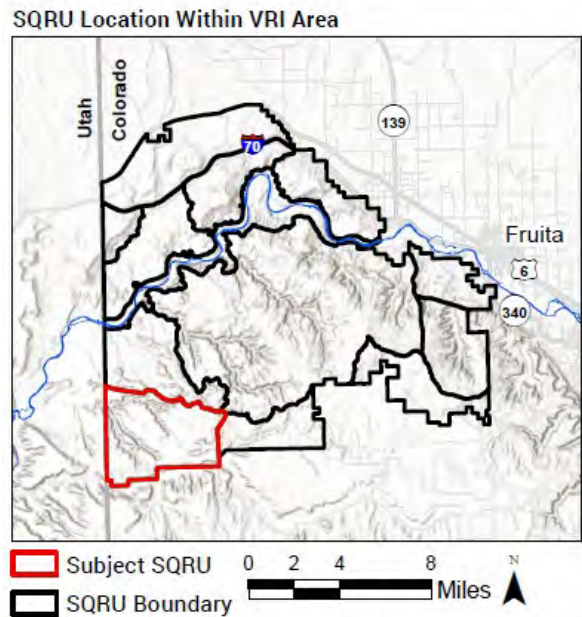 SQRU Location Within VRI Area
Utah
Colorado
70
139
Fruita
6
340
Subject SQRU
SQRU Boundary
0 2 4 8
Miles
N